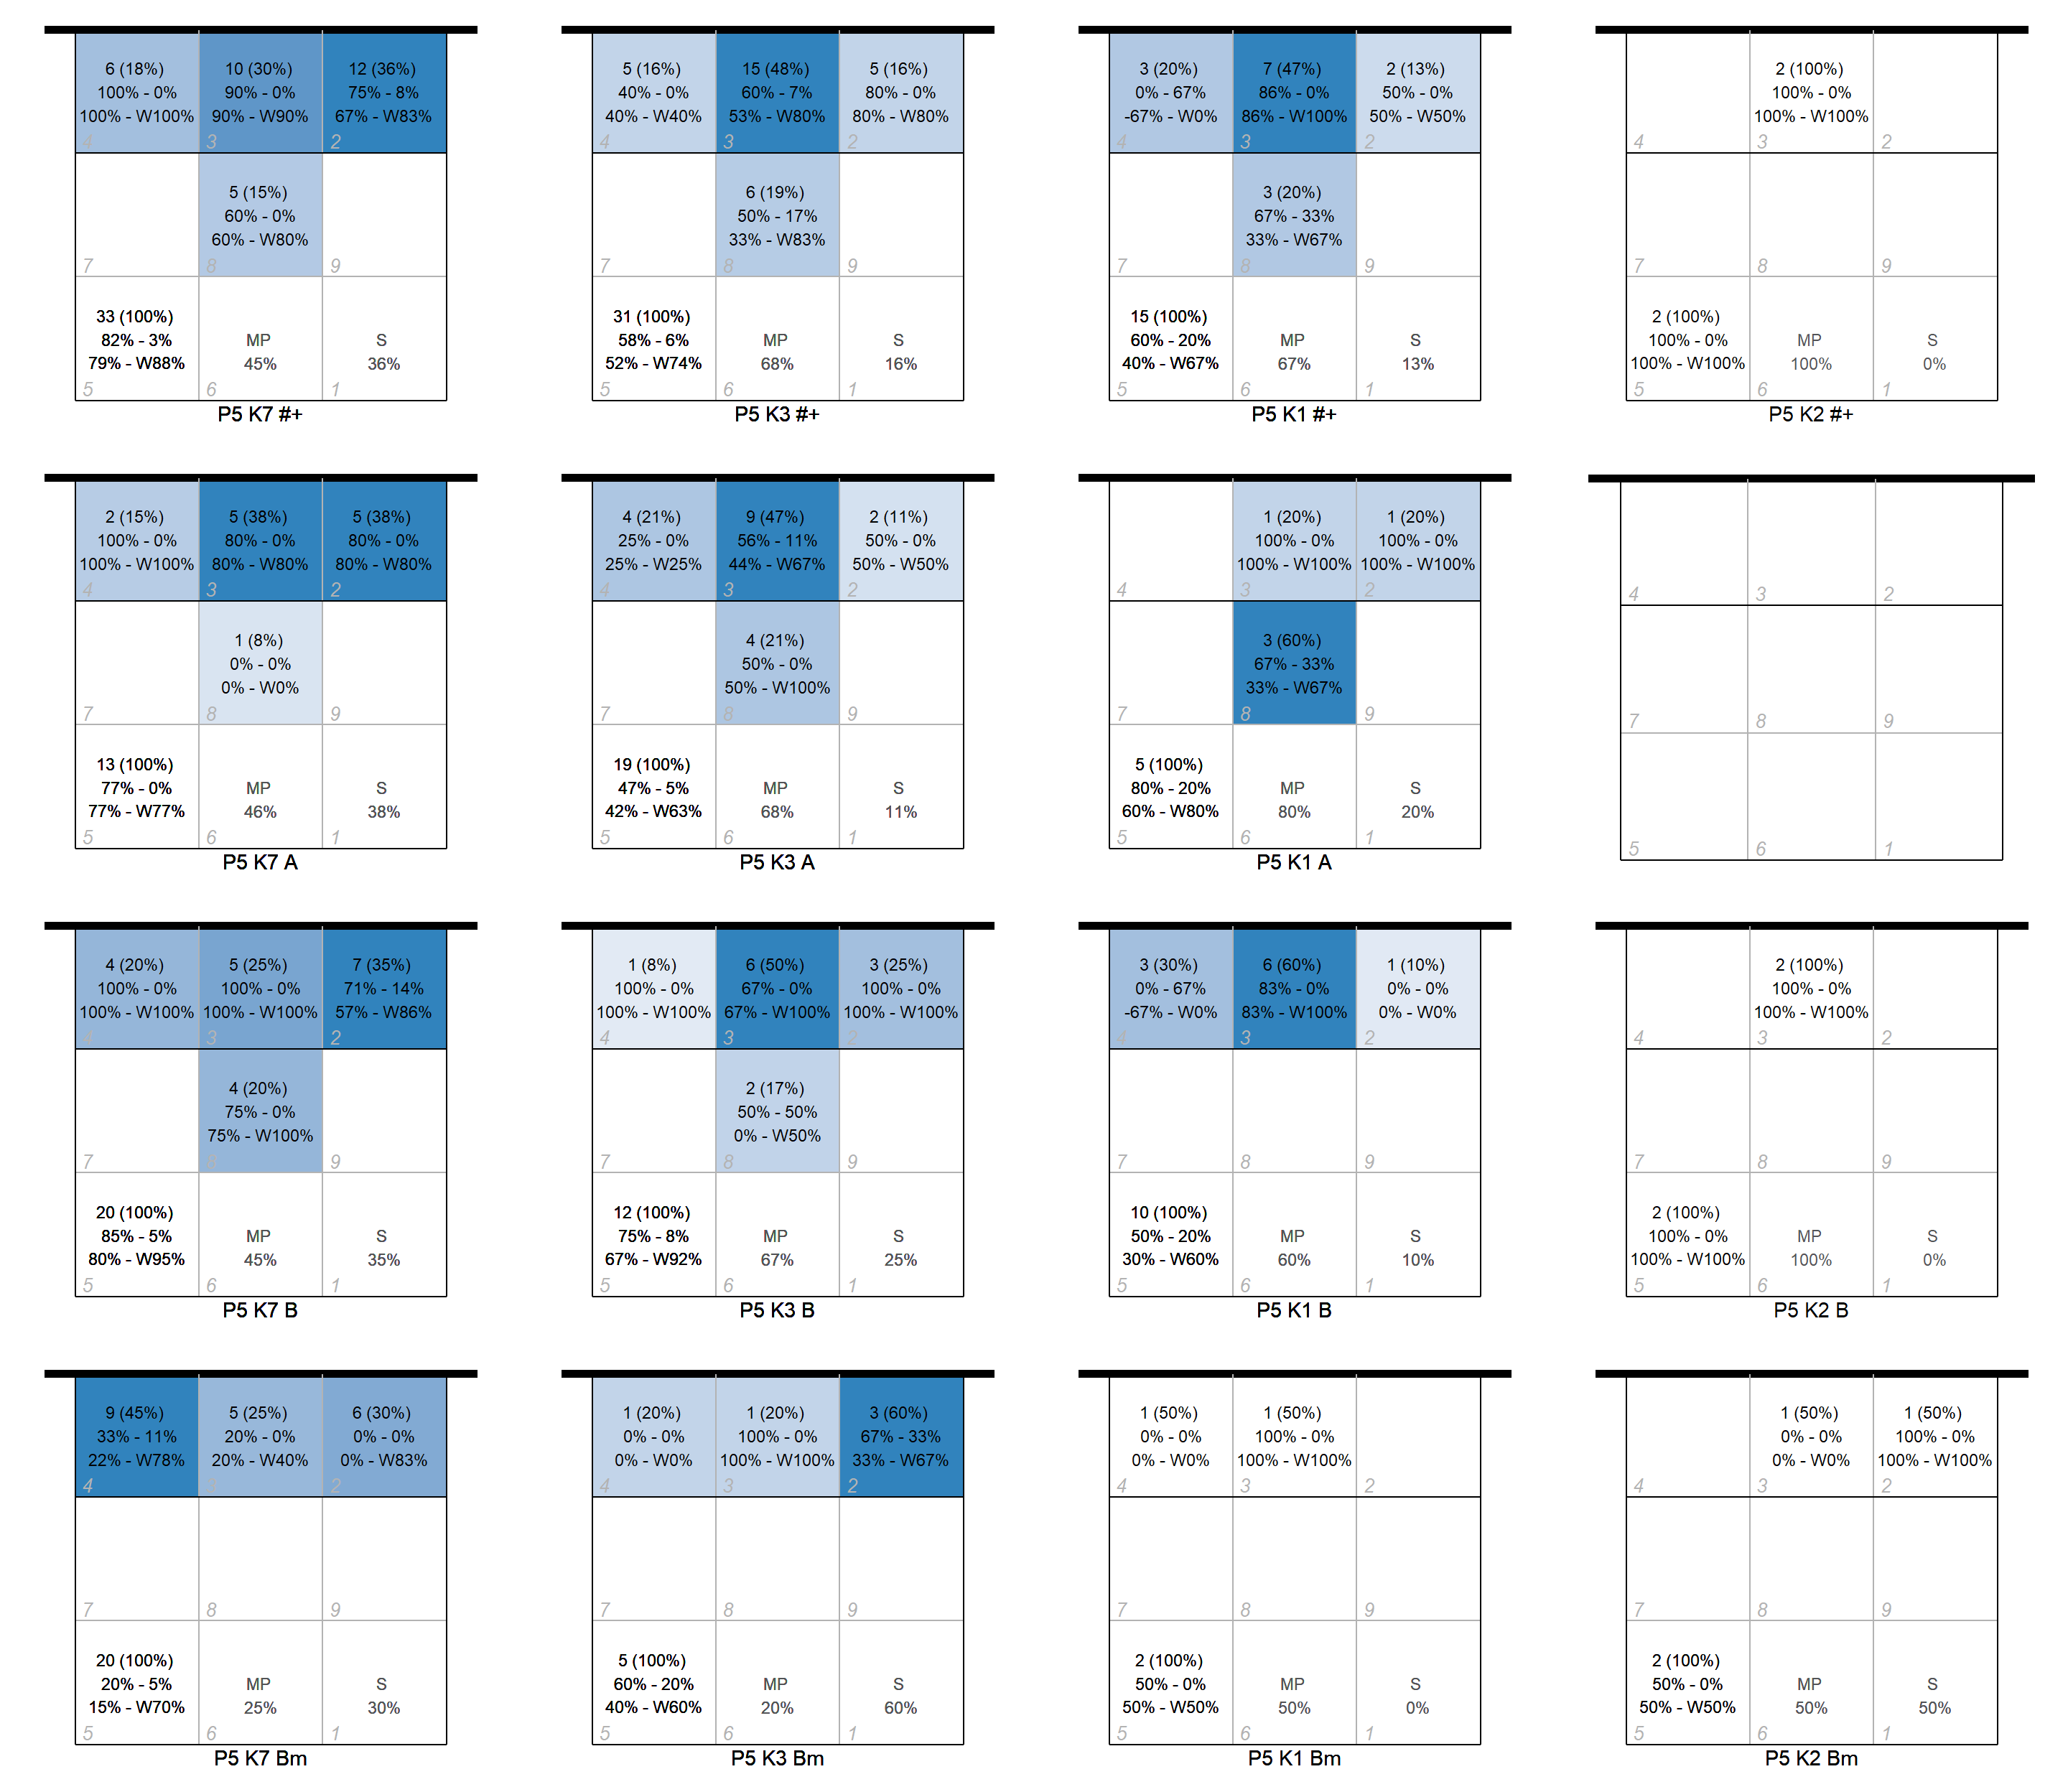 6 (18%)
100% - 0%
100% - W100%
4
10 (30%)
90% - 0%
90% - W90%
3
12 (36%)
75% - 8%
67% - W83%
2
7
5 (15%)
60% - 0%
60% - W80%
8
9
33 (100%)
82% - 3%
79% - W88%
5
MP
45%
6
S
36%
1
P5 K7 #+
5 (16%)
40% - 0%
40% - W40%
4
15 (48%)
60% - 7%
53% - W80%
3
5 (16%)
80% - 0%
80% - W80%
2
7
6 (19%)
50% - 17%
33% - W83%
8
9
31 (100%)
58% - 6%
52% - W74%
5
MP
68%
6
S
16%
1
P5 K3 #+
3 (20%)
0% - 67%
-67% - W0%
4
7 (47%)
86% - 0%
86% - W100%
3
2 (13%)
50% - 0%
50% - W50%
2
7
3 (20%)
67% - 33%
33% - W67%
8
9
15 (100%)
60% - 20%
40% - W67%
5
MP
67%
6
S
13%
1
P5 K1 #+
4
2 (100%)
100% - 0%
100% - W100%
3
2
7
8
9
2 (100%)
100% - 0%
100% - W100%
5
MP
100%
6
S
0%
1
P5 K2 #+
2 (15%)
100% - 0%
100% - W100%
4
5 (38%)
80% - 0%
80% - W80%
3
5 (38%)
80% - 0%
80% - W80%
2
7
1 (8%)
0% - 0%
0% - W0%
8
9
13 (100%)
77% - 0%
77% - W77%
5
MP
46%
6
S
38%
1
P5 K7 A
4 (21%)
25% - 0%
25% - W25%
4
9 (47%)
56% - 11%
44% - W67%
3
2 (11%)
50% - 0%
50% - W50%
2
7
4 (21%)
50% - 0%
50% - W100%
8
9
19 (100%)
47% - 5%
42% - W63%
5
MP
68%
6
S
11%
1
P5 K3 A
4
1 (20%)
100% - 0%
100% - W100%
3
1 (20%)
100% - 0%
100% - W100%
2
7
3 (60%)
67% - 33%
33% - W67%
8
9
5 (100%)
80% - 20%
60% - W80%
5
MP
80%
6
S
20%
1
P5 K1 A
4
3
2
7
8
9
5
6
1
4 (20%)
100% - 0%
100% - W100%
4
5 (25%)
100% - 0%
100% - W100%
3
7 (35%)
71% - 14%
57% - W86%
2
7
4 (20%)
75% - 0%
75% - W100%
9
20 (100%)
85% - 5%
80% - W95%
5
MP
45%
6
S
35%
1
P5 K7 B
1 (8%)
100% - 0%
100% - W100%
4
6 (50%)
67% - 0%
67% - W100%
3
3 (25%)
100% - 0%
100% - W100%
2
7
2 (17%)
50% - 50%
0% - W50%
8
9
12 (100%)
75% - 8%
67% - W92%
5
MP
67%
6
S
25%
1
P5 K3 B
3 (30%)
0% - 67%
-67% - W0%
4
6 (60%)
83% - 0%
83% - W100%
3
1 (10%)
0% - 0%
0% - W0%
2
7
8
9
10 (100%)
50% - 20%
30% - W60%
5
MP
60%
6
S
10%
1
P5 K1 B
4
2 (100%)
100% - 0%
100% - W100%
3
2
7
8
9
2 (100%)
100% - 0%
100% - W100%
5
MP
100%
6
S
0%
1
P5 K2 B
9 (45%)
33% - 11%
22% - W78%
4
5 (25%)
20% - 0%
20% - W40%
6 (30%)
0% - 0%
0% - W83%
2
7
8
9
20 (100%)
20% - 5%
15% - W70%
5
MP
25%
6
S
30%
1
P5 K7 Bm
1 (20%)
0% - 0%
0% - W0%
4
1 (20%)
100% - 0%
100% - W100%
3
3 (60%)
67% - 33%
33% - W67%
2
7
8
9
5 (100%)
60% - 20%
40% - W60%
5
MP
20%
6
S
60%
1
P5 K3 Bm
1 (50%)
0% - 0%
0% - W0%
4
1 (50%)
100% - 0%
100% - W100%
3
2
7
8
9
2 (100%)
50% - 0%
50% - W50%
5
MP
50%
6
S
0%
1
P5 K1 Bm
4
1 (50%)
0% - 0%
0% - W0%
3
1 (50%)
100% - 0%
100% - W100%
2
7
8
9
2 (100%)
50% - 0%
50% - W50%
5
MP
50%
6
S
50%
1
P5 K2 Bm